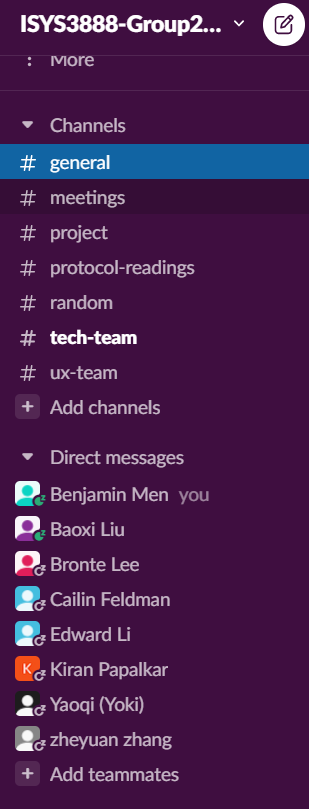 ISYS3888-Group2...
More
Channels
# general
# meetings
# project
# protocol-readings
# random
# tech-team
# ux-team
+ Add channels
Direct messages
Benjamin Men you
Baoxi Liu
Bronte Lee
Cailin Feldman
Edward Li
K Kiran Papalkar
Yaoqi (Yoki)
zheyuan zhang
+ Add teammates